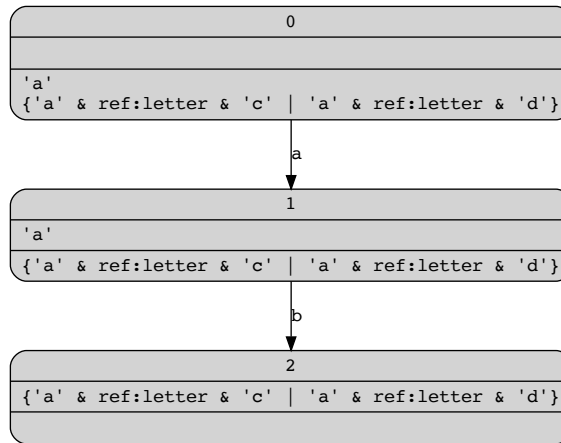 0
'a'
{'a' & ref:letter & 'c' | 'a' & ref:letter & 'd'}
a
1
'a'
{'a' & ref:letter & 'c' | 'a' & ref:letter & 'd'}
b
2
{'a' & ref:letter & 'c' | 'a' & ref:letter & 'd'}